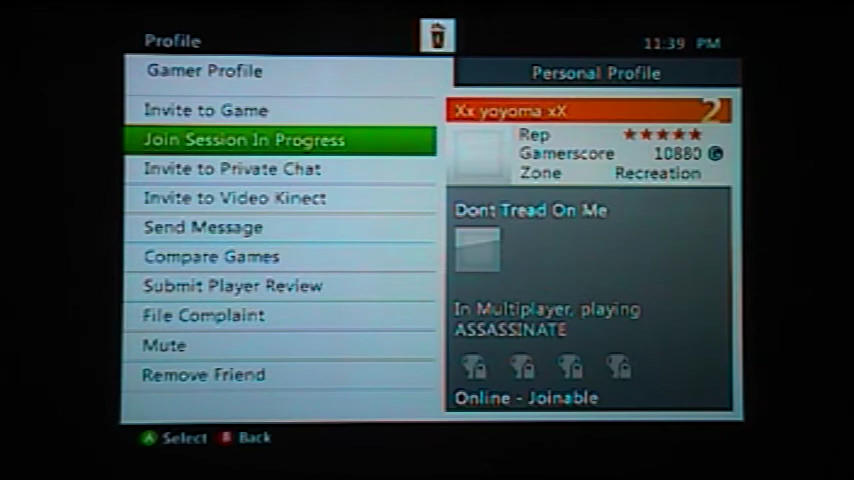 Profile
11:39 PM
Gamer Profile
Personal Profile
Invite to Game
Join Session In Progress
Invite to Private Chat
Invite to Video Kinect
Send Message
Compare Games
Submit Player Review
File Complaint
Mute
Remove Friend
Xx yoyoma xX
2
Rep
Gamerscore 10880 G
Zone Recreation
Dont Tread On Me
In Multiplayer, playing
ASSASSINATE
Online - Joinable
A Select B Back